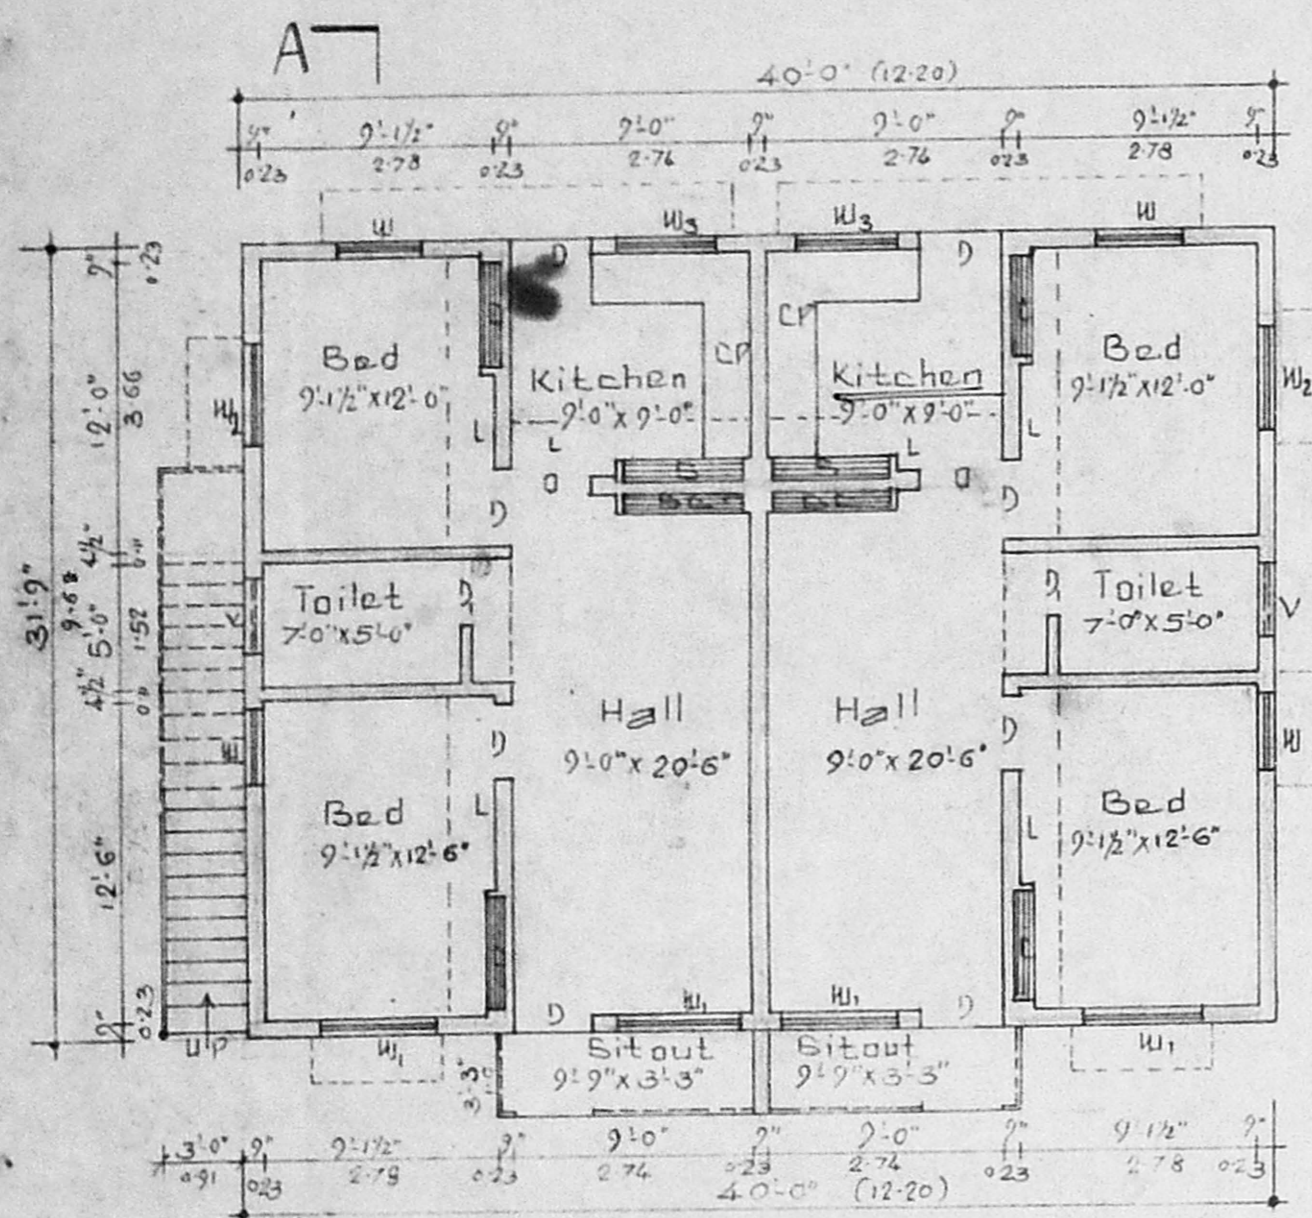 A
40'-0" (12.20)
9" 9'-1½" 9" 9'-0" 9" 9'-0" 9" 9'-1½" 9"
0.23 2.78 0.23 2.76 0.23 2.76 0.23 2.78 0.23
W W3 W3 W
D D
9" 0.23
CP CP
Bed Kitchen Kitchen Bed
9'-1½"x12'-0" 9'-0"x9'-0" 9'-0"x9'-0" 9'-1½"x12'-0"
W2 W2
12'-0" 3.66
L L L L
O O
D D
4½"
31'-9" 9.68
Toilet D D Toilet
7'-0"x5'-0" 7'-0"x5'-0"
5'-0" 1.52
V V
4½"
Hall Hall
9'-0"x20'-6" 9'-0"x20'-6"
D D
W W
Bed L L Bed
9'-1½"x12'-6" 9'-1½"x12'-6"
12'-6"
9" 0.23
D W1 W1 D
UP W1 Sitout Sitout W1
9'-9"x3'-3" 9'-9"x3'-3"
3'-3"
3'-0" 9" 9'-1½" 9" 9'-0" 9" 9'-0" 9" 9'-1½" 9"
0.91 0.23 2.78 0.23 2.74 0.23 2.74 0.23 2.78 0.23
40'-0" (12.20)